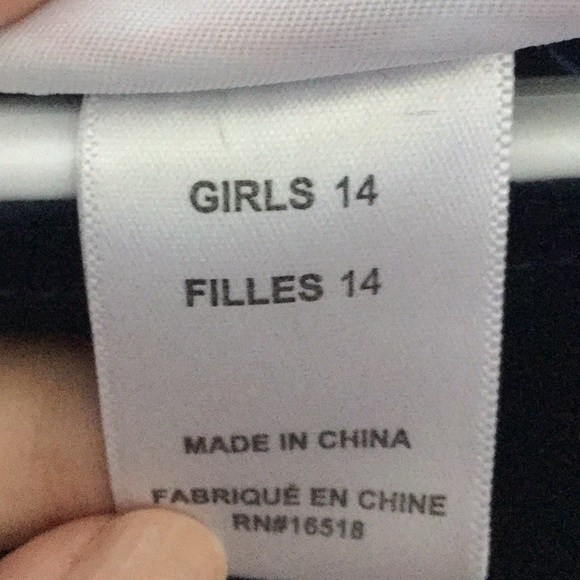 GIRLS 14
FILLES 14
MADE IN CHINA
FABRIQUÉ EN CHINE
RN#16518